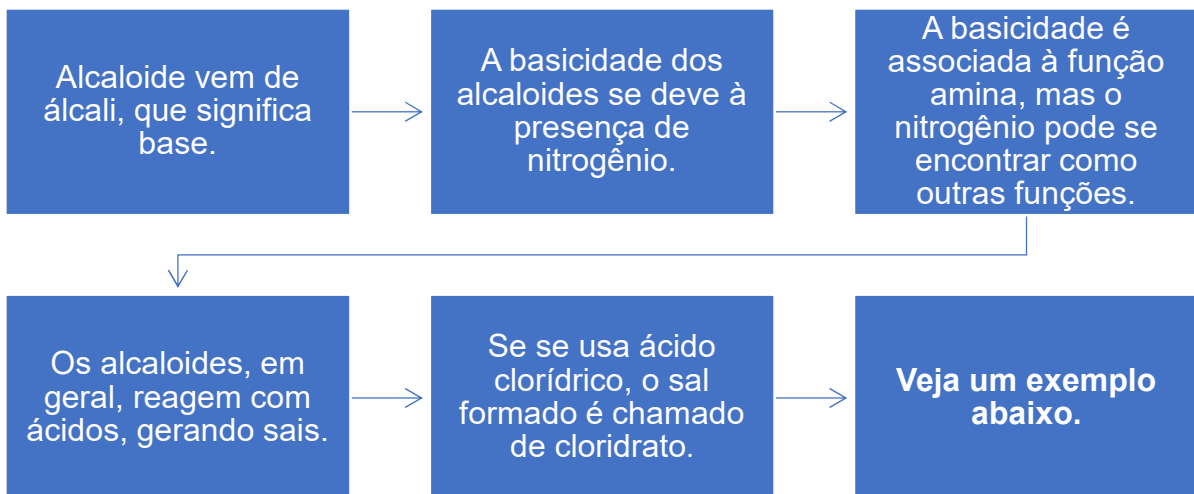 Alcaloide vem de
álcali, que significa
base.
A basicidade dos
alcaloides se deve à
presença de
nitrogênio.
A basicidade é
associada à função
amina, mas o
nitrogênio pode se
encontrar como
outras funções.
Os alcaloides, em
geral, reagem com
ácidos, gerando sais.
Se se usa ácido
clorídrico, o sal
formado é chamado
de cloridrato.
Veja um exemplo
abaixo.